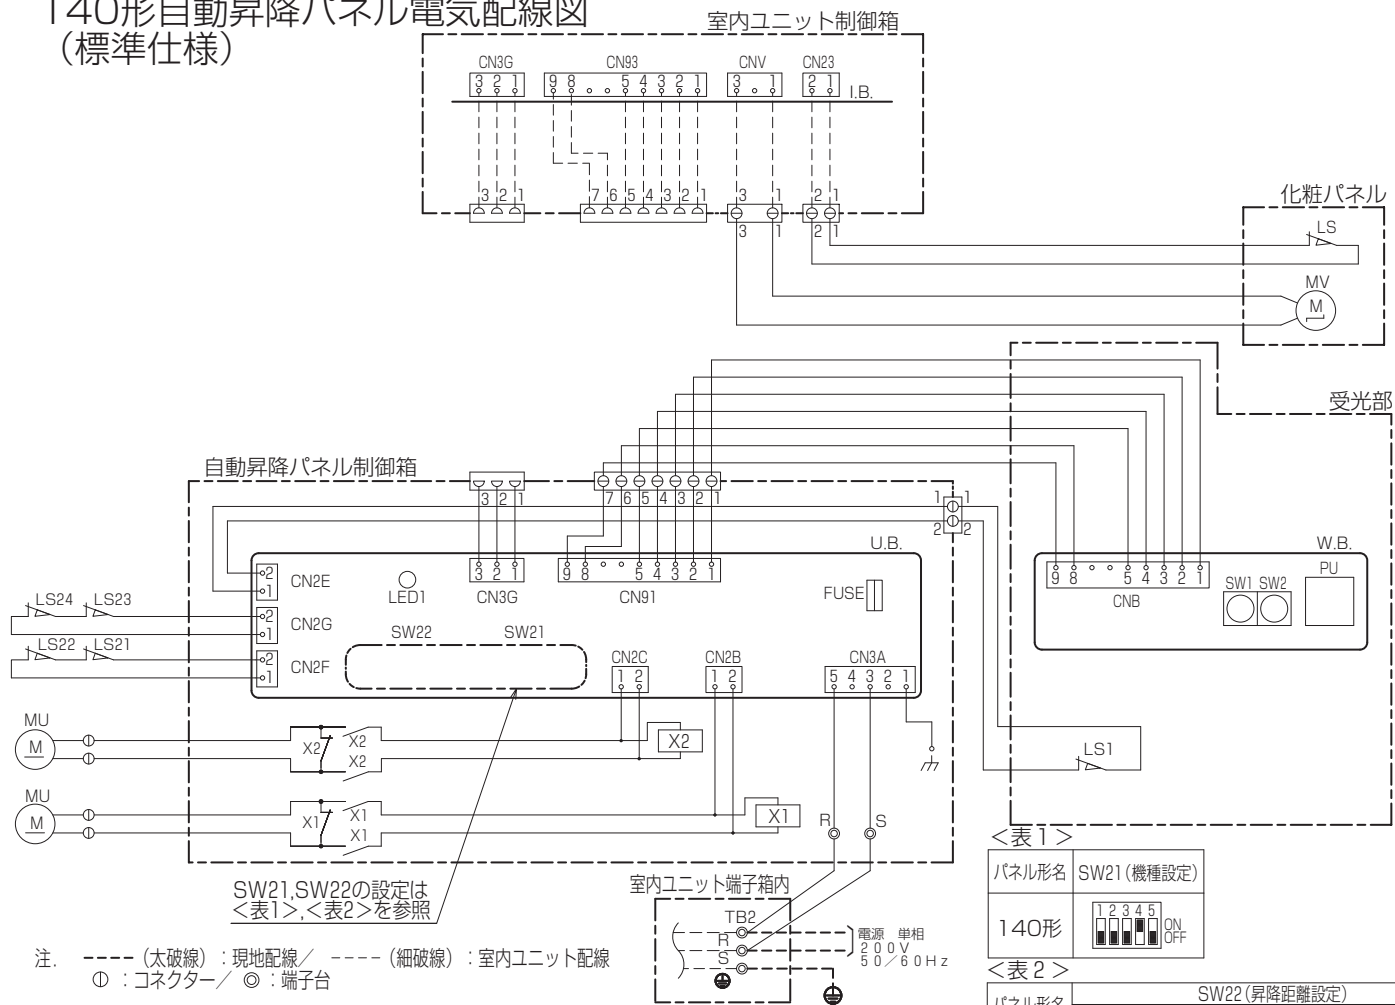 140形自動昇降パネル電気配線図
（標準仕様）
室内ユニット制御箱
CN3G CN93 CNV CN23
3 2 1 9 8 5 4 3 2 1 3 1 2 1
I.B.
3 2 1 7 6 5 4 3 2 1 3 1 2 1
3 1 2 1
化粧パネル
LS
MV
M
受光部
自動昇降パネル制御箱
3 2 1 7 6 5 4 3 2 1
1 1
2 2
U.B.
W.B.
2
1
CN2E
LED1
3 2 1
CN3G
9 8 5 4 3 2 1
CN91
FUSE
9 8 5 4 3 2 1
CNB
SW1 SW2
PU
LS24 LS23
2
1
CN2G
LS22 LS21
2
1
CN2F
SW22 SW21
CN2C
1 2
CN2B
1 2
CN3A
5 4 3 2 1
MU
M
X2 X2
X2
X2
LS1
MU
M
X1 X1
X1
X1
R S
SW21,SW22の設定は
<表1>,<表2>を参照
室内ユニット端子箱内
TB2
R
S
電源 単相
200V
50／60Hz
注. （太破線）：現地配線／ （細破線）：室内ユニット配線
：コネクター／ ◎：端子台
＜表1＞
パネル形名 SW21(機種設定)
140形
1 2 3 4 5
ON
OFF
＜表2＞
パネル形名 SW22(昇降距離設定)